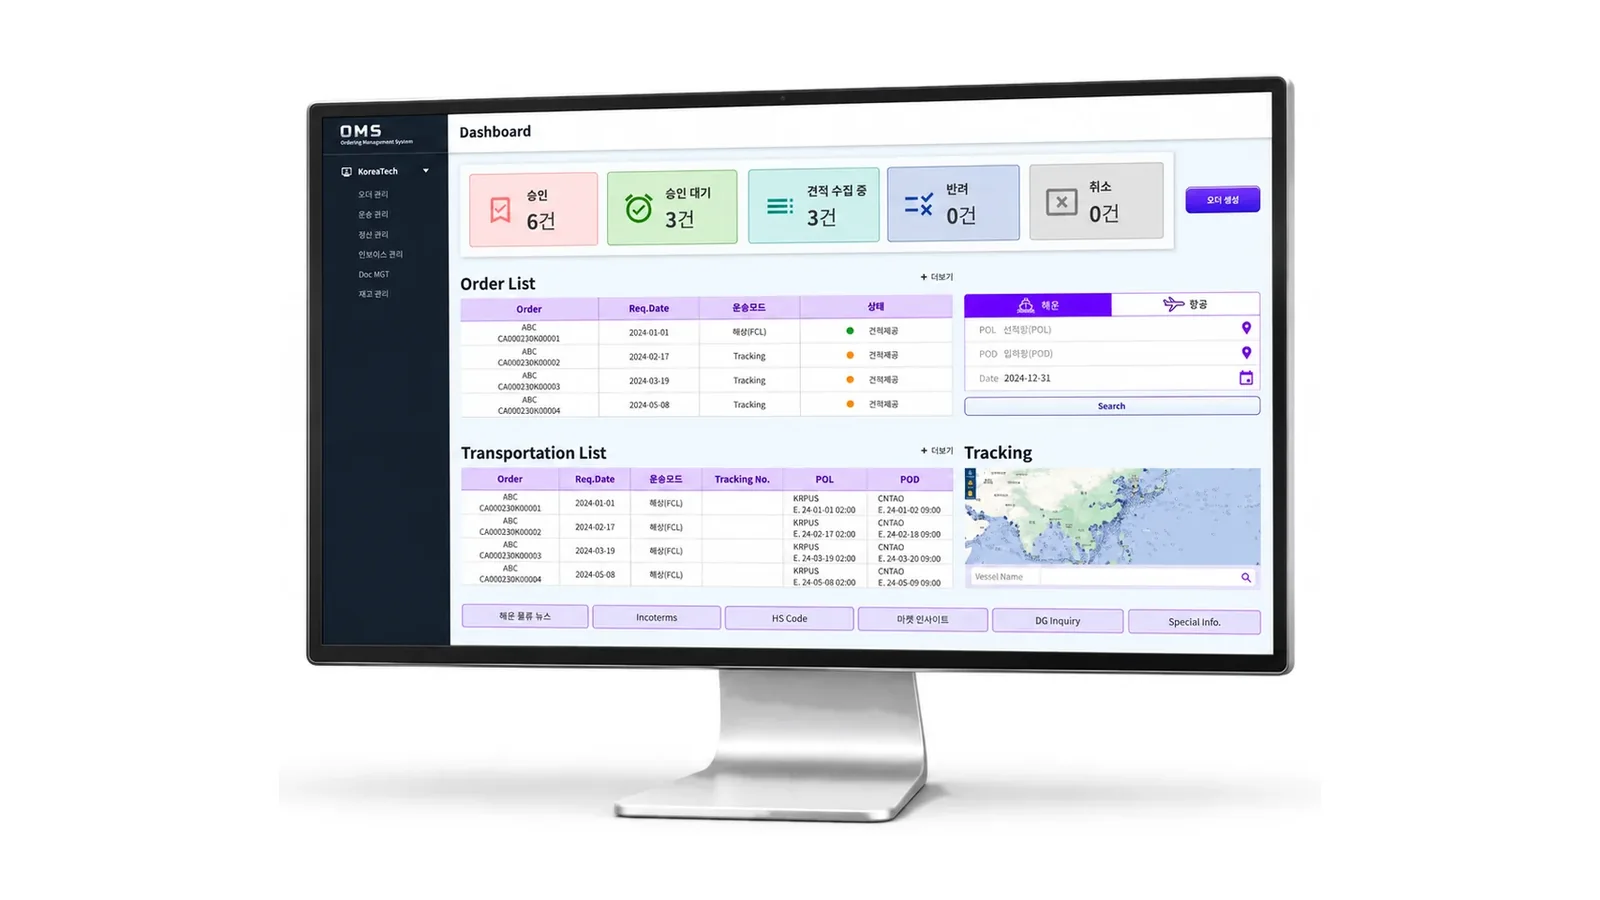 OMS
Ordering Management System
KoreaTech
오더 관리
운송 관리
정산 관리
인보이스 관리
Doc MGT
재고 관리
Dashboard
승인
6건
승인 대기
3건
견적 수집 중
3건
반려
0건
취소
0건
오더 생성
Order List
+ 더보기
Order Req.Date 운송모드 상태
ABC
CA000230K00001 2024-01-01 해상(FCL) 견적제공
ABC
CA000230K00002 2024-02-17 Tracking 견적제공
ABC
CA000230K00003 2024-03-19 Tracking 견적제공
ABC
CA000230K00004 2024-05-08 Tracking 견적제공
해운 항공
POL 선적항(POL)
POD 입하항(POD)
Date 2024-12-31
Search
Transportation List
+ 더보기
Order Req.Date 운송모드 Tracking No. POL POD
ABC
CA000230K00001 2024-01-01 해상(FCL) KRPUS
E. 24-01-01 02:00 CNTAO
E. 24-01-02 09:00
ABC
CA000230K00002 2024-02-17 해상(FCL) KRPUS
E. 24-02-17 02:00 CNTAO
E. 24-02-18 09:00
ABC
CA000230K00003 2024-03-19 해상(FCL) KRPUS
E. 24-03-19 02:00 CNTAO
E. 24-03-20 09:00
ABC
CA000230K00004 2024-05-08 해상(FCL) KRPUS
E. 24-05-08 02:00 CNTAO
E. 24-05-09 09:00
Tracking
Vessel Name
해운 물류 뉴스
Incoterms
HS Code
마켓 인사이트
DG Inquiry
Special Info.